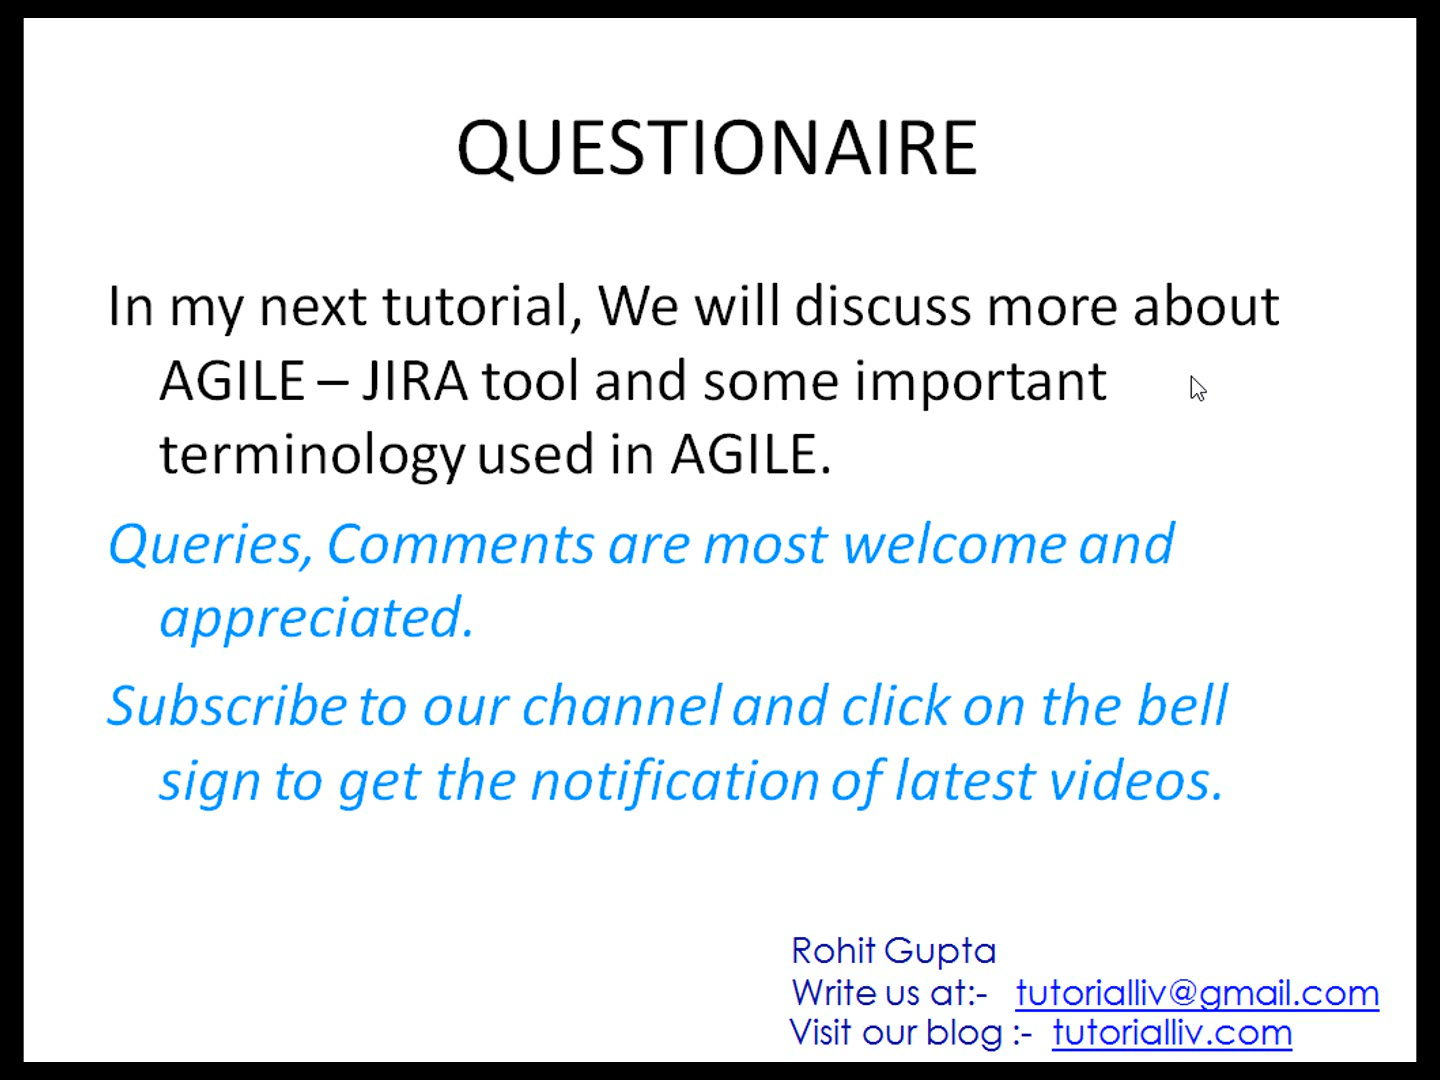 QUESTIONAIRE
In my next tutorial, We will discuss more about
AGILE – JIRA tool and some important
terminology used in AGILE.
Queries, Comments are most welcome and
appreciated.
Subscribe to our channel and click on the bell
sign to get the notification of latest videos.
Rohit Gupta
Write us at:- tutorialliv@gmail.com
Visit our blog :- tutorialliv.com